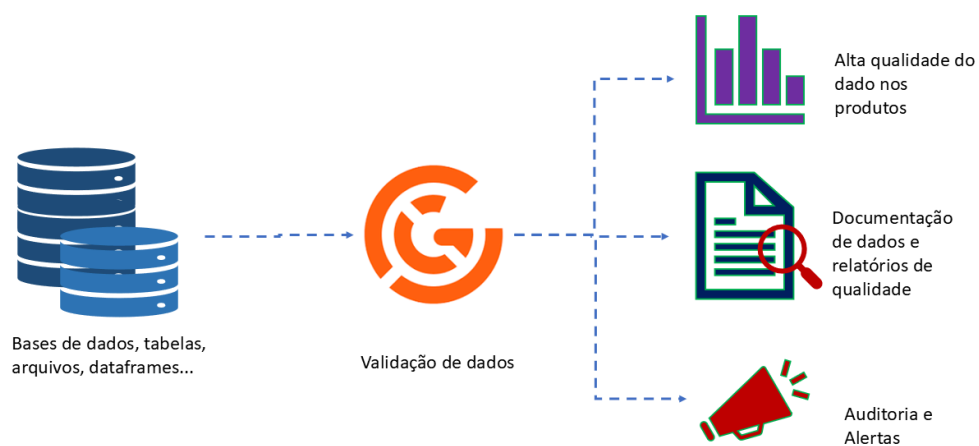 Bases de dados, tabelas,
arquivos, dataframes...
Validação de dados
Alta qualidade do
dado nos
produtos
Documentação
de dados e
relatórios de
qualidade
Auditoria e
Alertas